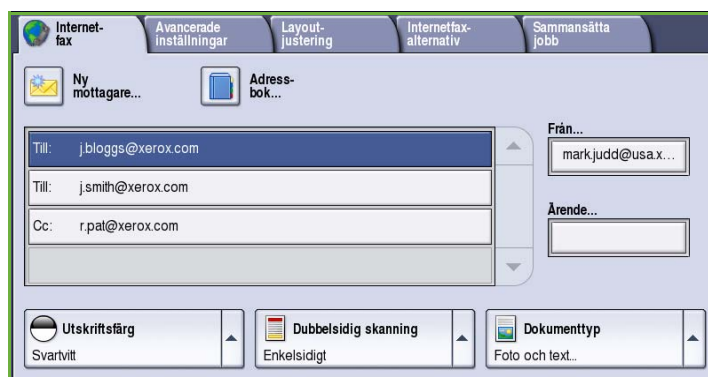 Internet-
fax
Avancerade
inställningar
Layout-
justering
Internetfax-
alternativ
Sammansätta
jobb
Ny
mottagare...
Adress-
bok...
Till: j.bloggs@xerox.com
Till: j.smith@xerox.com
Cc: r.pat@xerox.com
Från...
mark.judd@usa.x...
Ärende...
Utskriftsfärg
Svartvitt
Dubbelsidig skanning
Enkelsidigt
Dokumenttyp
Foto och text...